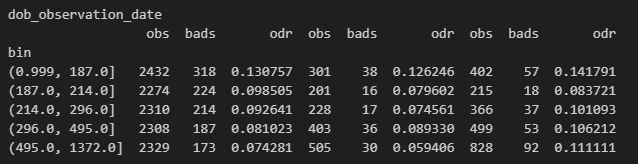 dob_observation_date
obs bads odr obs bads odr obs bads odr
bin
(0.999, 187.0] 2432 318 0.130757 301 38 0.126246 402 57 0.141791
(187.0, 214.0] 2274 224 0.098505 201 16 0.079602 215 18 0.083721
(214.0, 296.0] 2310 214 0.092641 228 17 0.074561 366 37 0.101093
(296.0, 495.0] 2308 187 0.081023 403 36 0.089330 499 53 0.106212
(495.0, 1372.0] 2329 173 0.074281 505 30 0.059406 828 92 0.111111